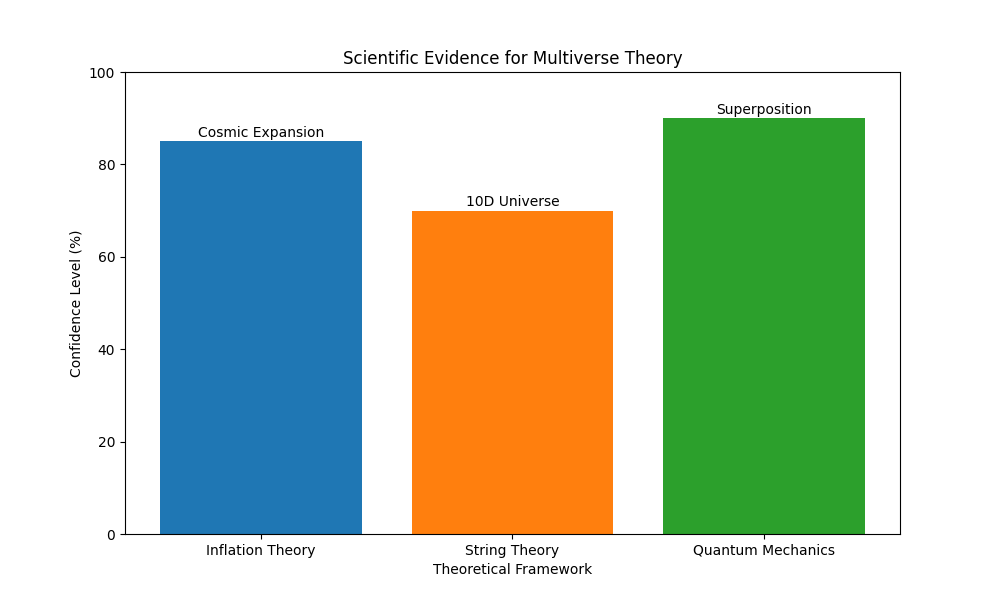 Scientific Evidence for Multiverse Theory
100
80
60
40
20
0
Confidence Level (%)
Cosmic Expansion
10D Universe
Superposition
Inflation Theory
String Theory
Quantum Mechanics
Theoretical Framework